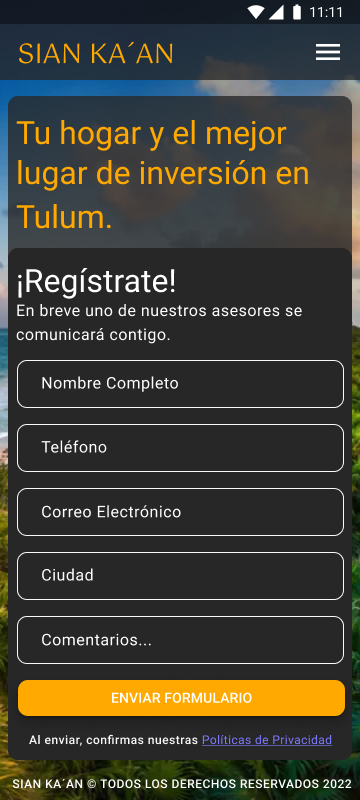 11:11
SIAN KA´AN
Tu hogar y el mejor
lugar de inversión en
Tulum.
¡Regístrate!
En breve uno de nuestros asesores se
comunicará contigo.
Nombre Completo
Teléfono
Correo Electrónico
Ciudad
Comentarios...
ENVIAR FORMULARIO
Al enviar, confirmas nuestras Políticas de Privacidad
SIAN KA´AN © TODOS LOS DERECHOS RESERVADOS 2022